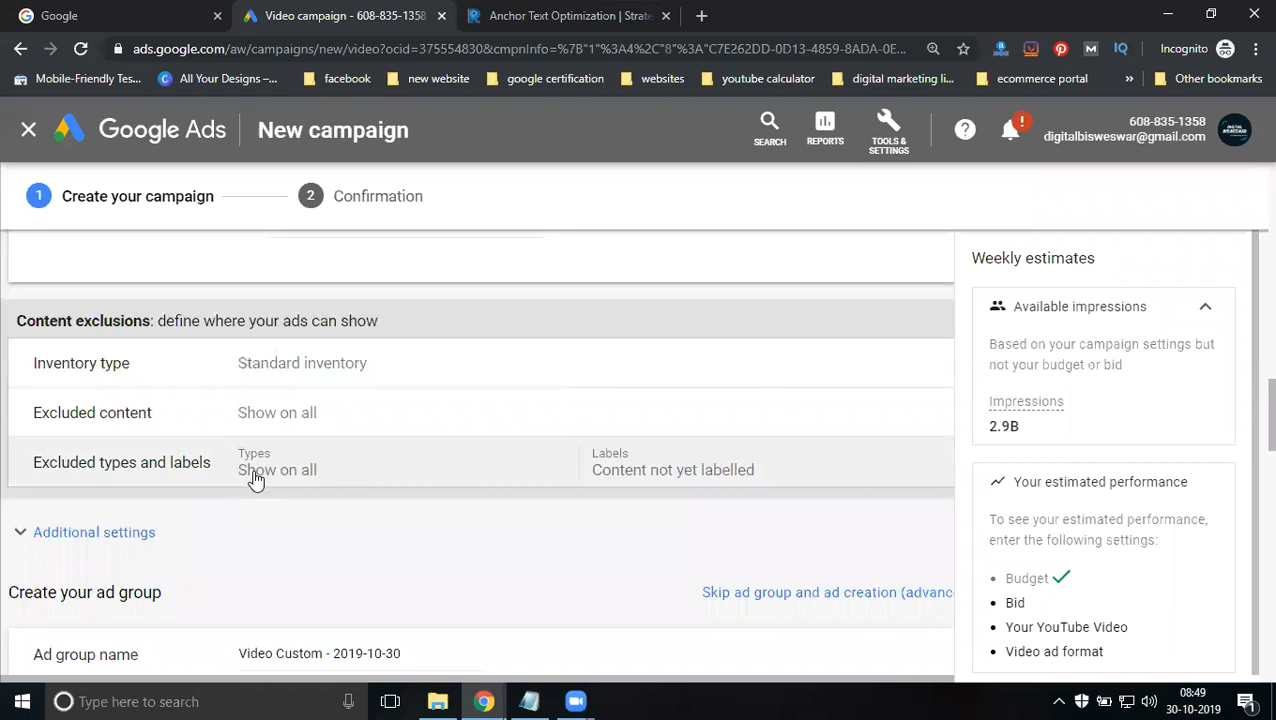 Google
Video campaign - 608-835-1358
Anchor Text Optimization | Strate
ads.google.com/aw/campaigns/new/video?ocid=375554830&cmpnInfo=%7B"1"%3A4%2C"8"%3A"C7E262DD-0D13-4859-8ADA-0E...
IQ
Incognito
Mobile-Friendly Tes...
All Your Designs –...
facebook
new website
google certification
websites
youtube calculator
digital marketing li...
ecommerce portal
»
Other bookmarks
Google Ads
New campaign
SEARCH
REPORTS
TOOLS &
SETTINGS
608-835-1358
digitalbisweswar@gmail.com
1 Create your campaign
2 Confirmation
Content exclusions: define where your ads can show
Inventory type
Standard inventory
Excluded content
Show on all
Excluded types and labels
Types
Show on all
Labels
Content not yet labelled
Additional settings
Create your ad group
Skip ad group and ad creation (advanc
Ad group name
Video Custom - 2019-10-30
Weekly estimates
Available impressions
Based on your campaign settings but
not your budget or bid
Impressions
2.9B
Your estimated performance
To see your estimated performance,
enter the following settings:
• Budget
• Bid
• Your YouTube Video
• Video ad format
Type here to search
08:49
30-10-2019
1